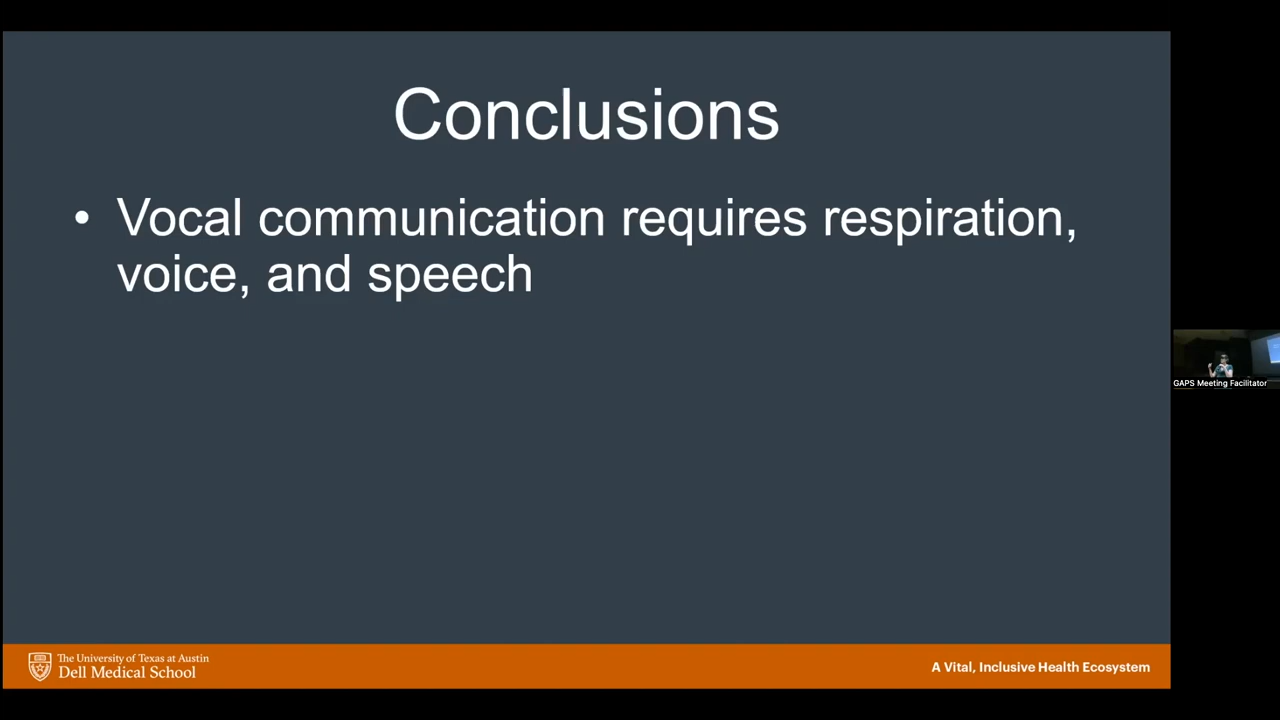 Conclusions
• Vocal communication requires respiration,
voice, and speech
GAPS Meeting Facilitator
The University of Texas at Austin
Dell Medical School
A Vital, Inclusive Health Ecosystem